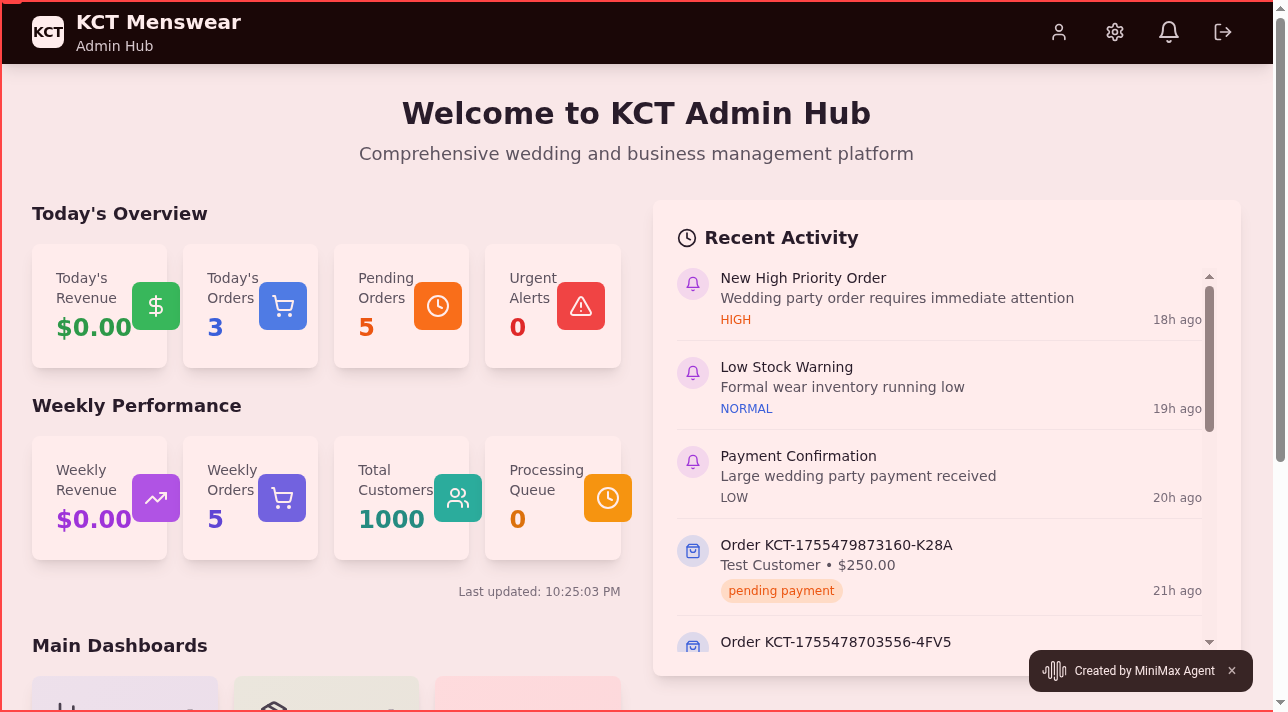 KCT
KCT Menswear
Admin Hub
Welcome to KCT Admin Hub
Comprehensive wedding and business management platform
Today's Overview
Today's
Revenue
$0.00
Today's
Orders
3
Pending
Orders
5
Urgent
Alerts
0
Weekly Performance
Weekly
Revenue
$0.00
Weekly
Orders
5
Total
Customers
1000
Processing
Queue
0
Last updated: 10:25:03 PM
Main Dashboards
Recent Activity
New High Priority Order
Wedding party order requires immediate attention
HIGH
18h ago
Low Stock Warning
Formal wear inventory running low
NORMAL
19h ago
Payment Confirmation
Large wedding party payment received
LOW
20h ago
Order KCT-1755479873160-K28A
Test Customer • $250.00
pending payment
21h ago
Order KCT-1755478703556-4FV5
Created by MiniMax Agent ×